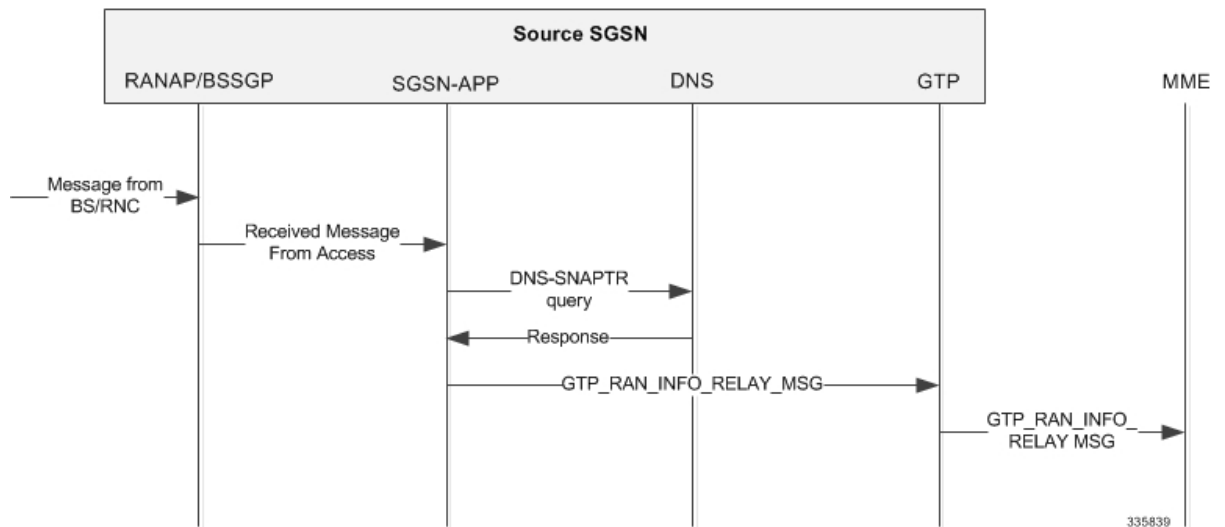 Source SGSN
RANAP/BSSGP
SGSN-APP
DNS
GTP
MME
Message from
BS/RNC
Received Message
From Access
DNS-SNAPTR
query
Response
GTP_RAN_INFO_RELAY_MSG
GTP_RAN_INFO_
RELAY MSG
335839